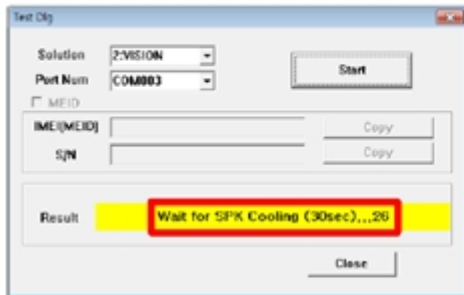 Test Dlg
Solution 2:VISION Start
Port Num COM003
MEID
IMEI(MEID) Copy
S/N Copy
Result Wait for SPK Cooling (30sec),,,26
Close